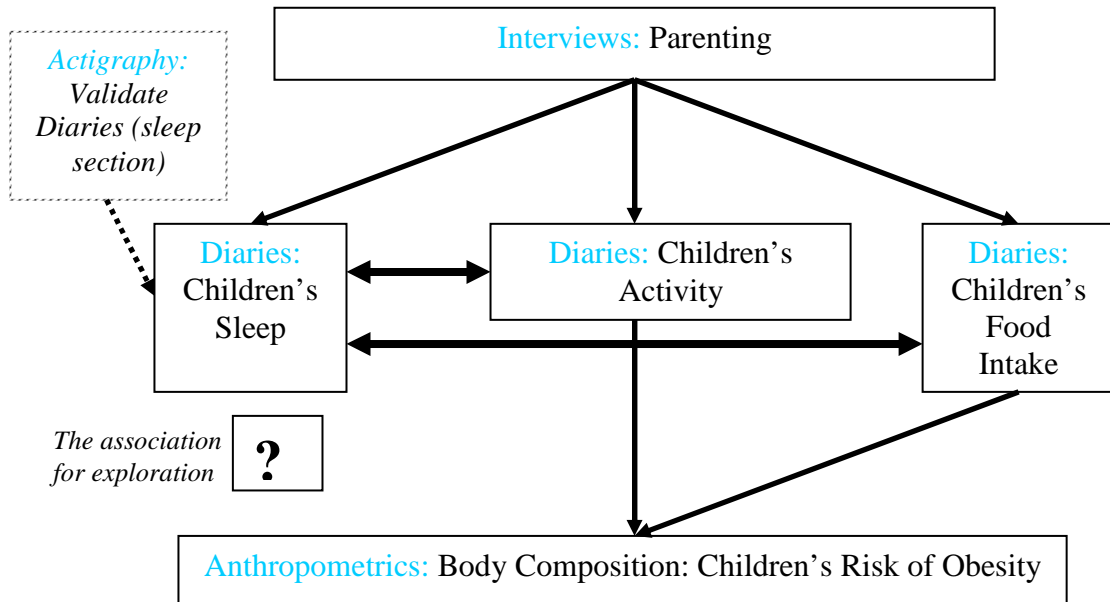 Interviews: Parenting
Actigraphy:
Validate
Diaries (sleep
section)
Diaries:
Children’s
Sleep
Diaries: Children’s
Activity
Diaries:
Children’s
Food
Intake
The association
for exploration
?
Anthropometrics: Body Composition: Children’s Risk of Obesity